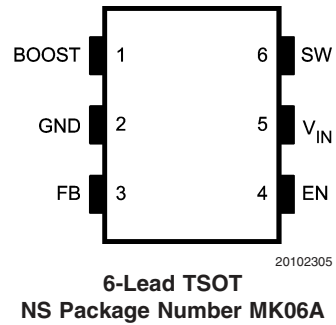 BOOST 1 6 SW
GND 2 5 VIN
FB 3 4 EN
20102305
6-Lead TSOT
NS Package Number MK06A